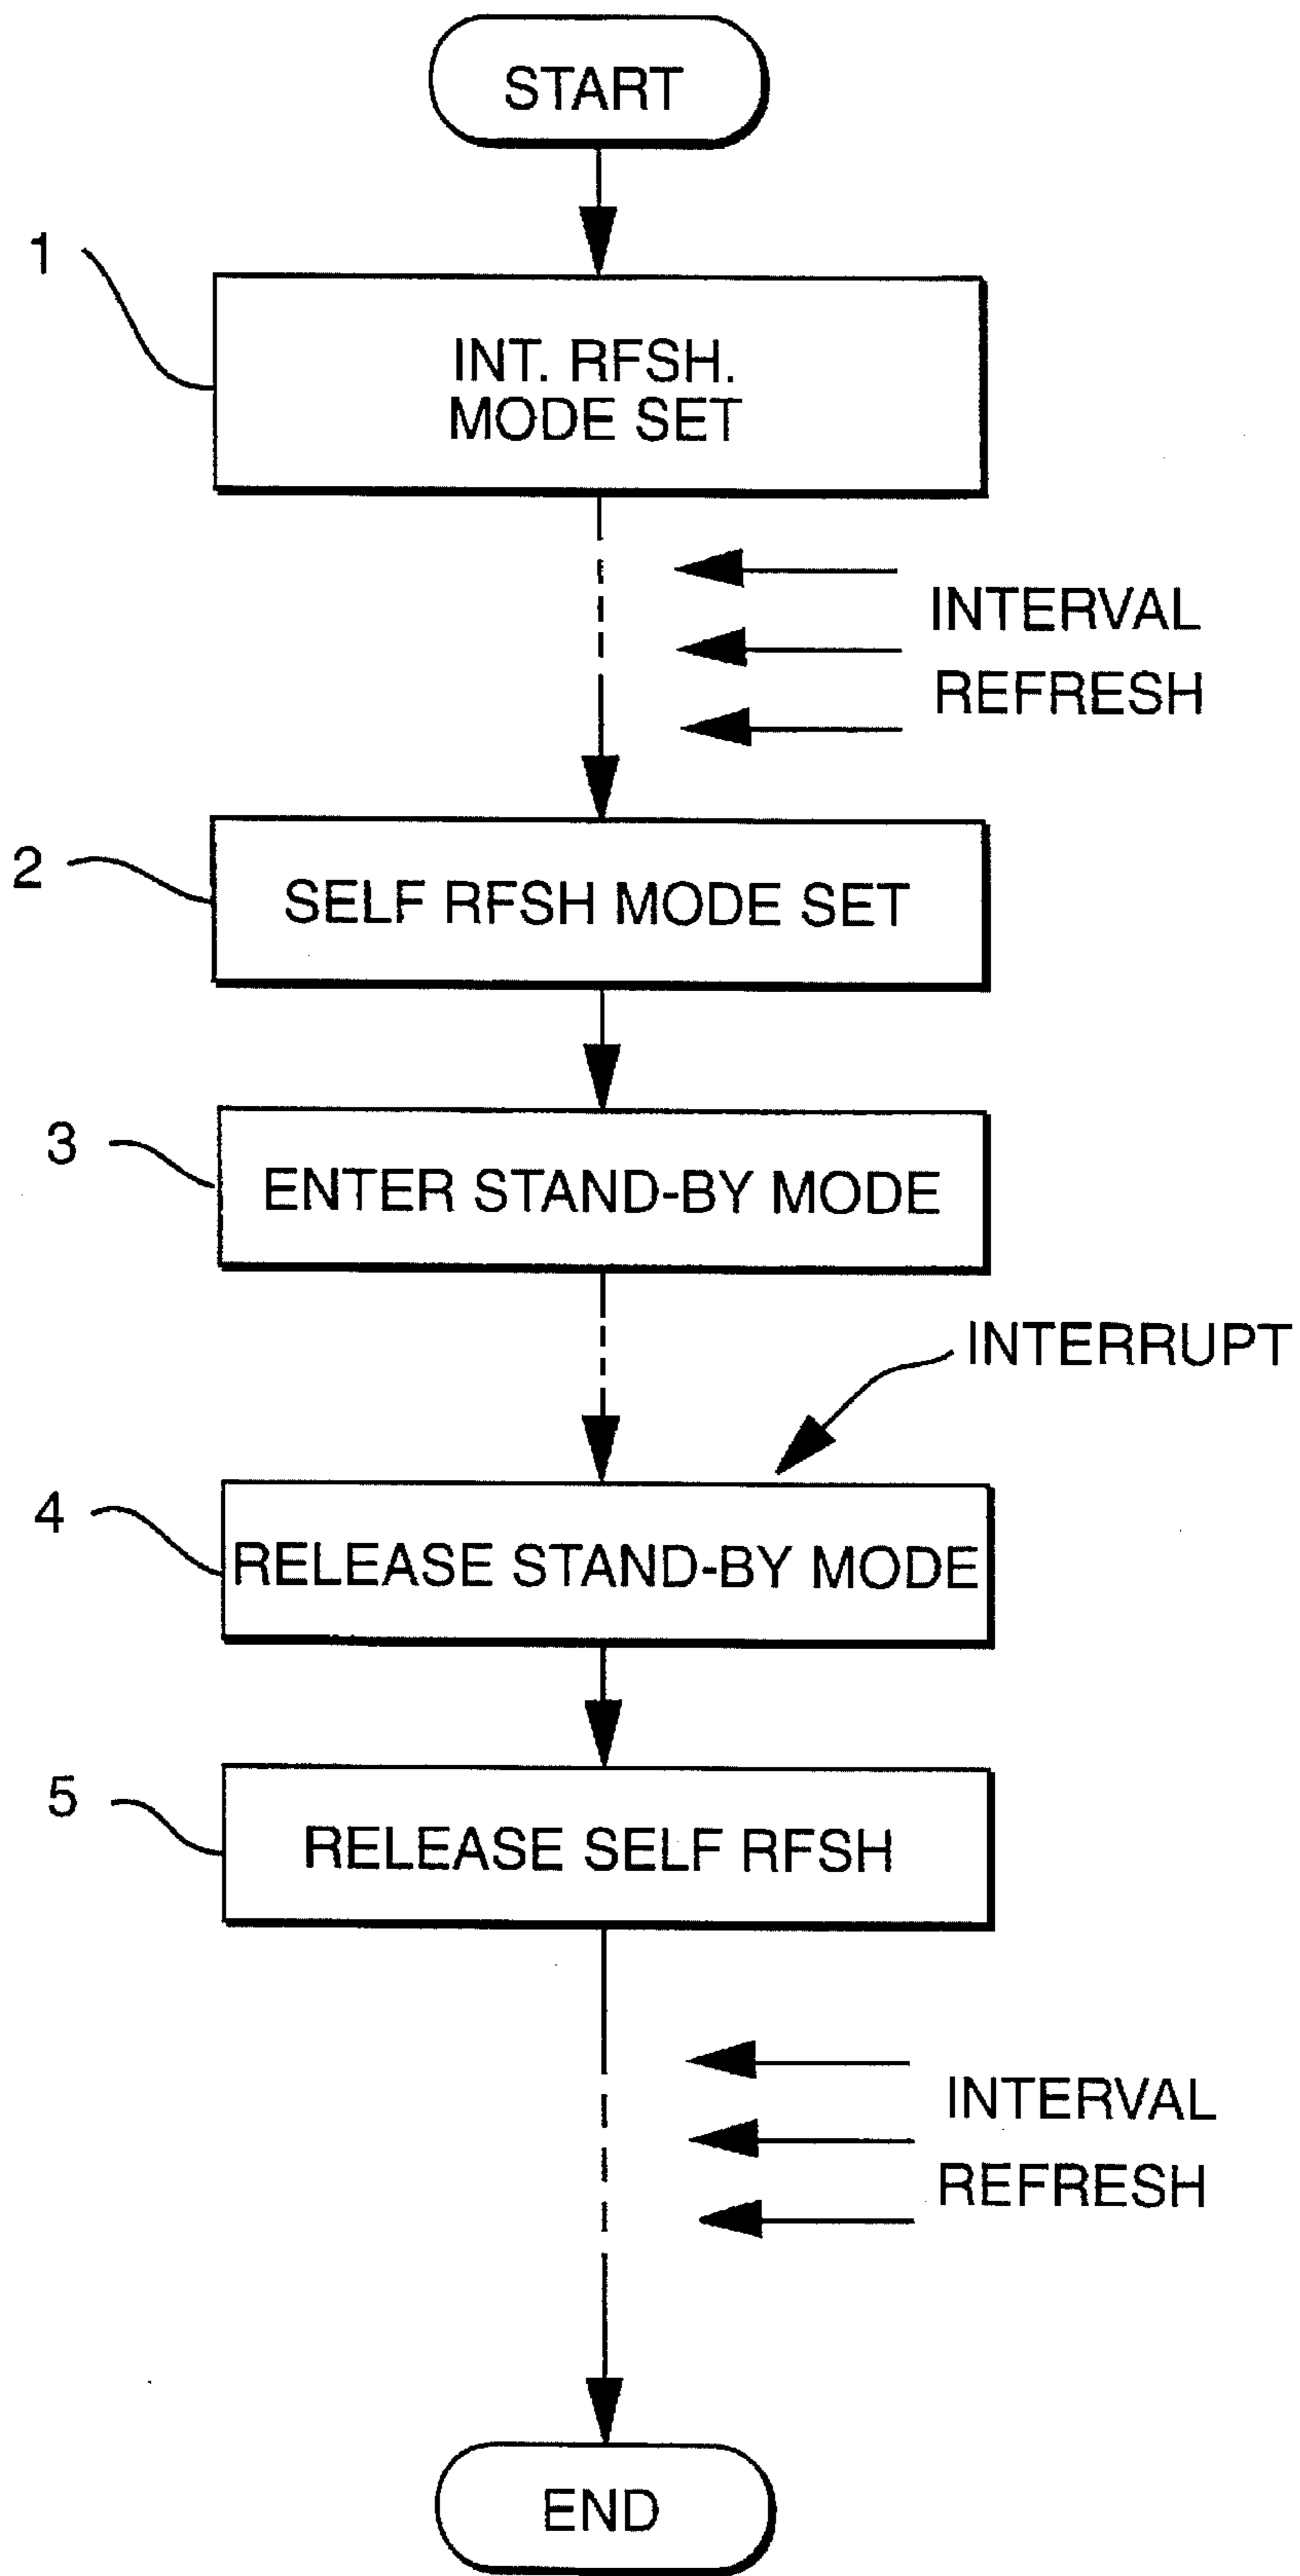 START
1
INT. RFSH.
MODE SET
INTERVAL
REFRESH
2
SELF RFSH MODE SET
3
ENTER STAND-BY MODE
INTERRUPT
4
RELEASE STAND-BY MODE
5
RELEASE SELF RFSH
INTERVAL
REFRESH
END